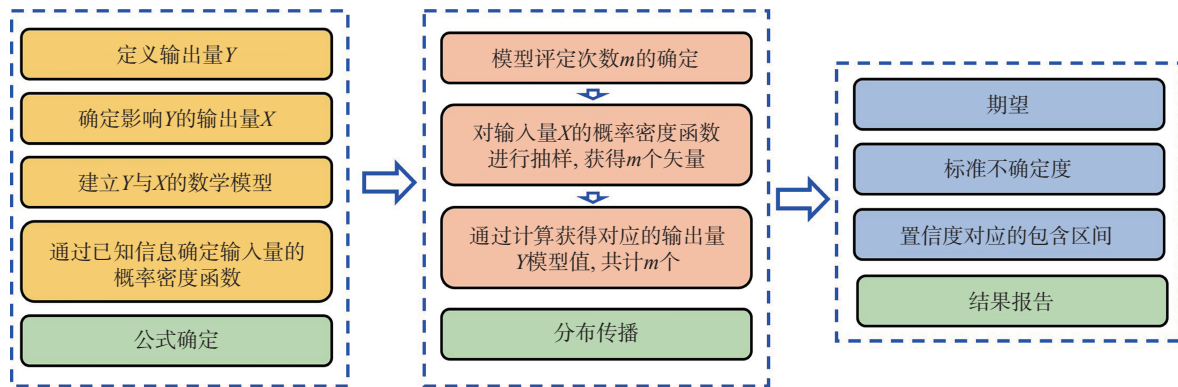 定义输出量Y
确定影响Y的输出量X
建立Y与X的数学模型
通过已知信息确定输入量的
概率密度函数
公式确定
模型评定次数m的确定
对输入量X的概率密度函数
进行抽样, 获得m个矢量
通过计算获得对应的输出量
Y模型值, 共计m个
分布传播
期望
标准不确定度
置信度对应的包含区间
结果报告